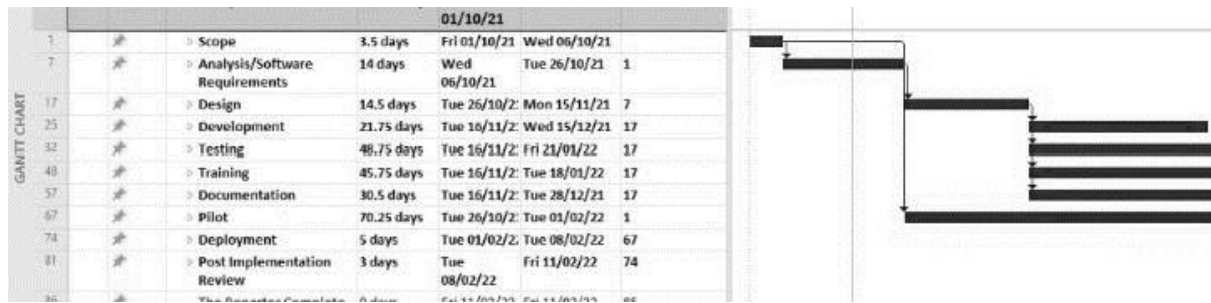 01/10/21
1 Scope 3.5 days Fri 01/10/21 Wed 06/10/21
7 Analysis/Software 14 days Wed Tue 26/10/21 1
Requirements 06/10/21
17 Design 14.5 days Tue 26/10/2 Mon 15/11/21 7
25 Development 21.75 days Tue 16/11/2 Wed 15/12/21 17
32 Testing 48.75 days Tue 16/11/2 Fri 21/01/22 17
48 Training 45.75 days Tue 16/11/2 Tue 18/01/22 17
57 Documentation 30.5 days Tue 16/11/2 Tue 28/12/21 17
67 Pilot 70.25 days Tue 26/10/2 Tue 01/02/22 1
74 Deployment 5 days Tue 01/02/2 Tue 08/02/22 67
81 Post Implementation 3 days Tue Fri 11/02/22 74
Review 08/02/22
GANTT CHART